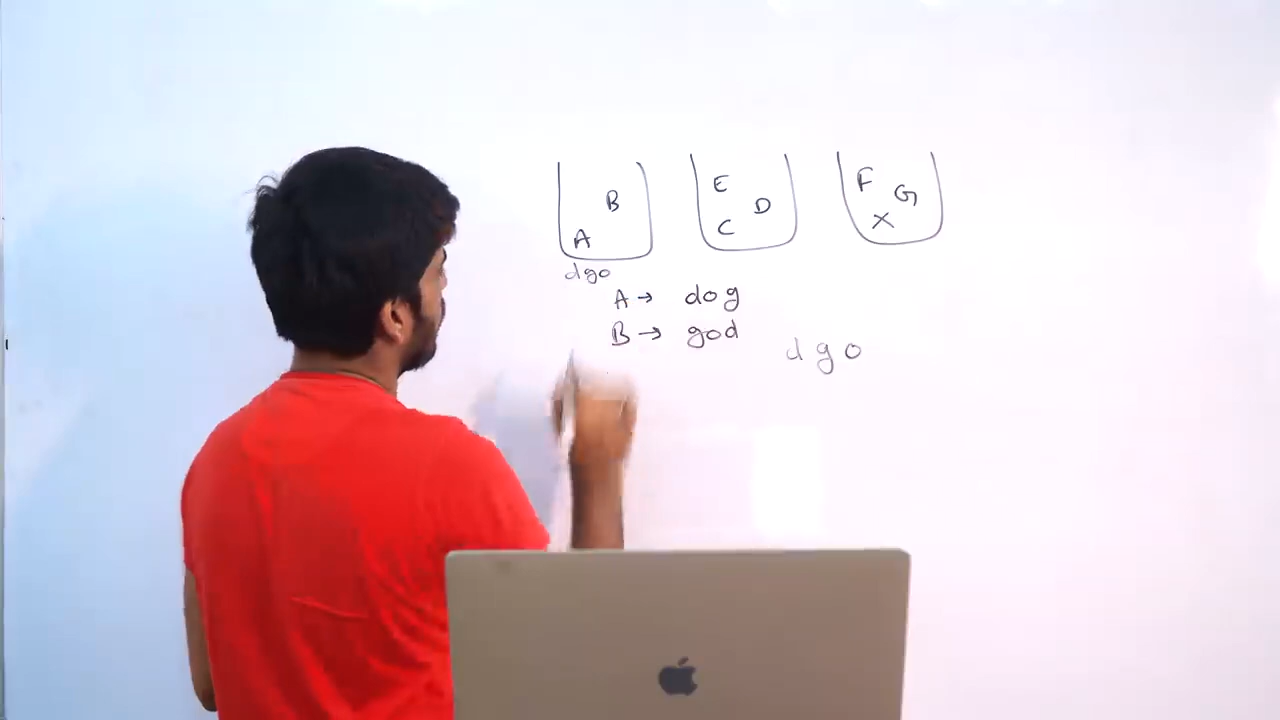 B E F
A C D X G
dgo
A → dog
B → god
d g o